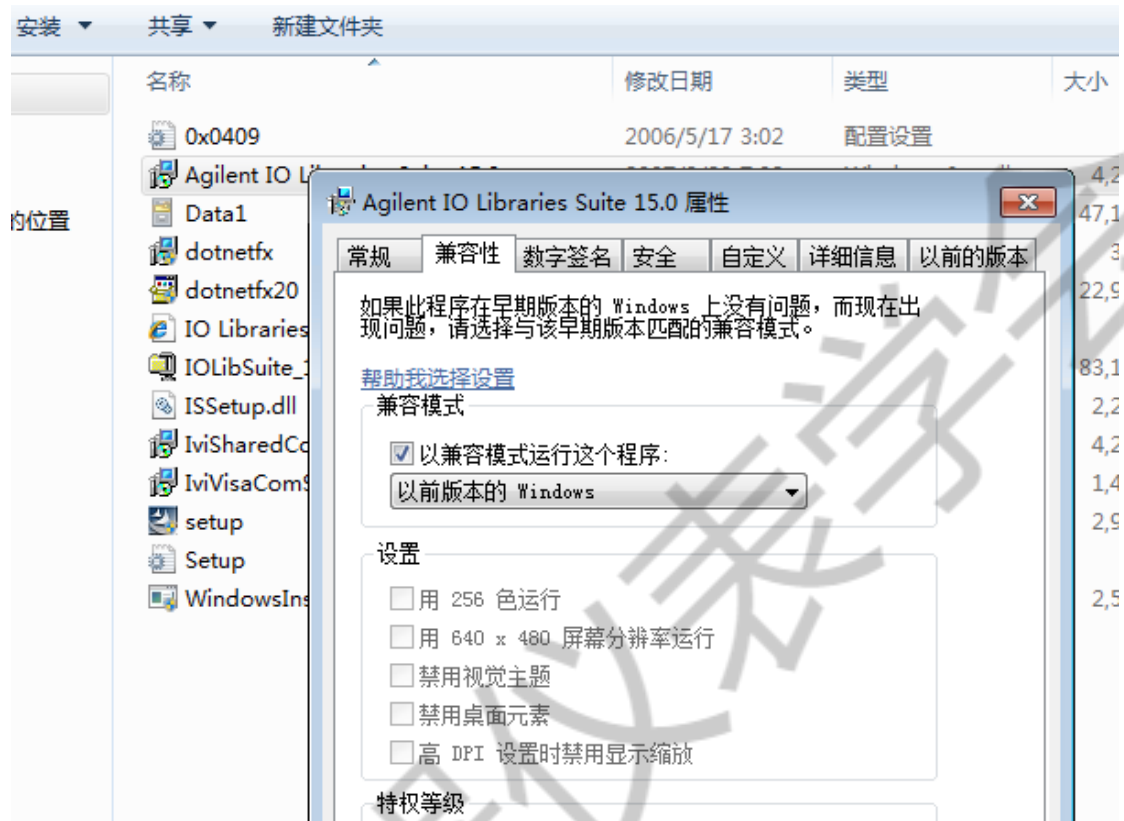 安装 共享 新建文件夹
名称 修改日期 类型 大小
0x0409 2006/5/17 3:02 配置设置
Agilent IO 4,2
Data1 47,1
的位置
dotnetfx 3
dotnetfx20 22,9
IO Libraries
IOLibSuite_ 83,1
ISSetup.dll 2,2
IviSharedCo 4,2
IviVisaComS 1,4
setup 2,9
Setup
WindowsIns 2,5
Agilent IO Libraries Suite 15.0 属性
常规 兼容性 数字签名 安全 自定义 详细信息 以前的版本
如果此程序在早期版本的 Windows 上没有问题，而现在出
现问题，请选择与该早期版本匹配的兼容模式。
帮助我选择设置
兼容模式
以兼容模式运行这个程序:
以前版本的 Windows
设置
用 256 色运行
用 640 x 480 屏幕分辨率运行
禁用视觉主题
禁用桌面元素
高 DPI 设置时禁用显示缩放
特权等级
仪表学会